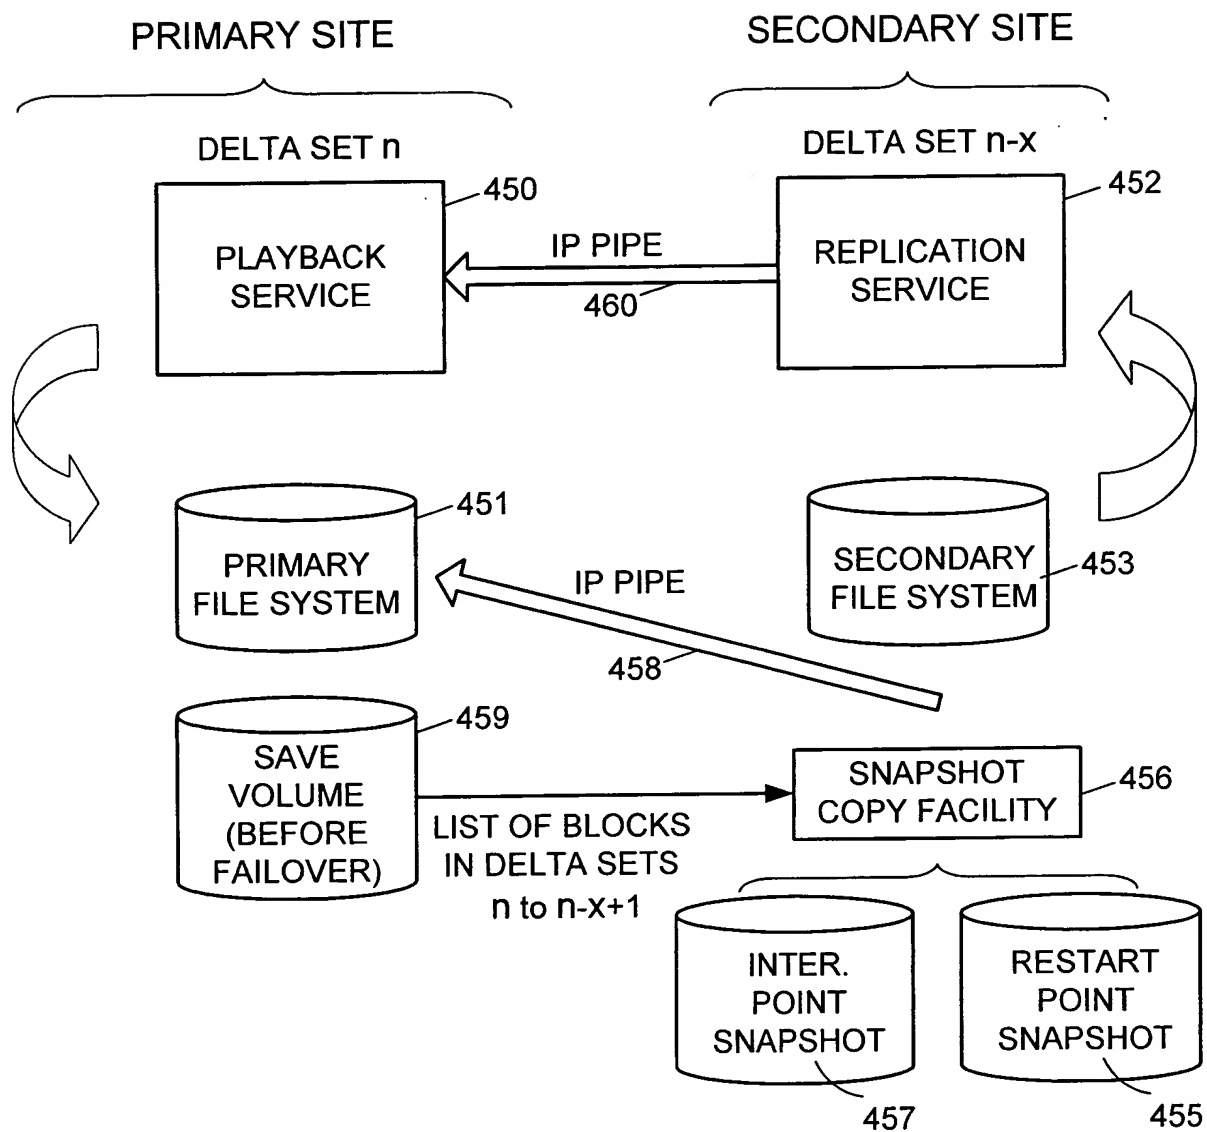 PRIMARY SITE
SECONDARY SITE
DELTA SET n
DELTA SET n-x
450
452
PLAYBACK
SERVICE
IP PIPE
460
REPLICATION
SERVICE
451
PRIMARY
FILE SYSTEM
IP PIPE
458
SECONDARY
FILE SYSTEM
453
459
SAVE
VOLUME
(BEFORE
FAILOVER)
LIST OF BLOCKS
IN DELTA SETS
n to n-x+1
SNAPSHOT
COPY FACILITY
456
INTER.
POINT
SNAPSHOT
457
RESTART
POINT
SNAPSHOT
455